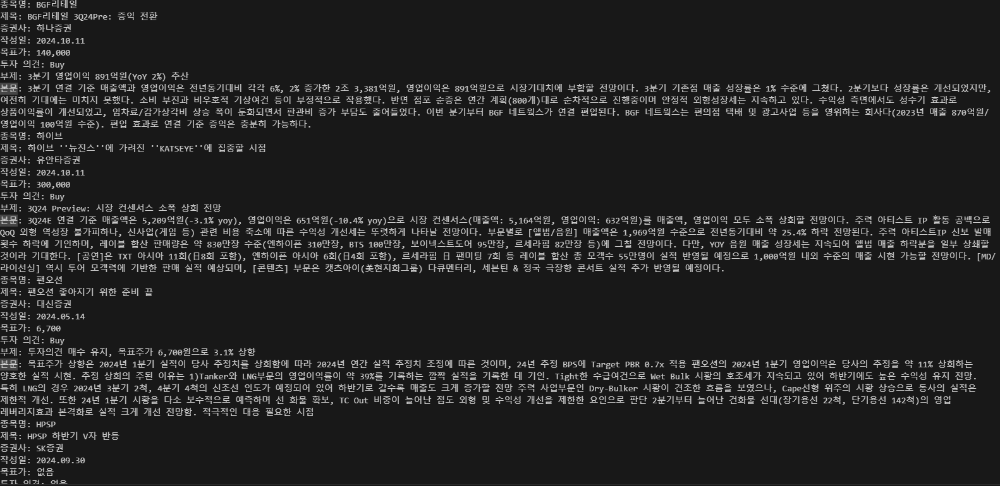 종목명: BGF리테일
제목: BGF리테일 3Q24Pre: 증익 전환
증권사: 하나증권
작성일: 2024.10.11
목표가: 140,000
투자 의견: Buy
부제: 3분기 영업이익 891억원(YoY 2%) 추산
본문: 3분기 연결 기준 매출액과 영업이익은 전년동기대비 각각 6%, 2% 증가한 2조 3,381억원, 영업이익은 891억원으로 시장기대치에 부합할 전망이다. 3분기 기존점 매출 성장률은 1% 수준에 그쳤다. 2분기보다 성장률은 개선되었지만,
여전히 기대에는 미치지 못했다. 소비 부진과 비우호적 기상여건 등이 부정적으로 작용했다. 반면 점포 순증은 연간 계획(800개)대로 순차적으로 진행중이며 안정적 외형성장세는 지속하고 있다. 수익성 측면에서도 성수기 효과로
상품이익률이 개선되었고, 임차료/감가상각비 상승 폭이 둔화되면서 판관비 증가 부담도 줄어들었다. 이번 분기부터 BGF 네트웍스가 연결 편입된다. BGF 네트웍스는 편의점 택배 및 광고사업 등을 영위하는 회사다(2023년 매출 870억원/
영업이익 100억원 수준). 편입 효과로 연결 기준 증익은 충분히 가능하다.
종목명: 하이브
제목: 하이브 ''뉴진스''에 가려진 ''KATSEYE''에 집중할 시점
증권사: 유안타증권
작성일: 2024.10.11
목표가: 300,000
투자 의견: Buy
부제: 3Q24 Preview: 시장 컨센서스 소폭 상회 전망
본문: 3Q24E 연결 기준 매출액은 5,209억원(-3.1% yoy), 영업이익은 651억원(-10.4% yoy)으로 시장 컨센서스(매출액: 5,164억원, 영업이익: 632억원)를 매출액, 영업이익 모두 소폭 상회할 전망이다. 주력 아티스트 IP 활동 공백으로
QoQ 외형 역성장 불가피하나, 신사업(게임 등) 관련 비용 축소에 따른 수익성 개선세는 뚜렷하게 나타날 전망이다. 부문별로 [앨범/음원] 매출액은 1,969억원 수준으로 전년동기대비 약 25.4% 하락 전망된다. 주력 아티스트IP 신보 발매
횟수 하락에 기인하며, 레이블 합산 판매량은 약 830만장 수준(엔하이픈 310만장, BTS 100만장, 보이넥스트도어 95만장, 르세라핌 82만장 등)에 그칠 전망이다. 다만, YOY 음원 매출 성장세는 지속되어 앨범 매출 하락분을 일부 상쇄할
것이라 기대한다. [공연]은 TXT 아시아 11회(日8회 포함), 엔하이픈 아시아 6회(日4회 포함), 르세라핌 日 팬미팅 7회 등 레이블 합산 총 모객수 55만명이 실적 반영될 예정으로 1,000억원 내외 수준의 매출 시현 가능할 전망이다. [MD/
라이선싱] 역시 투어 모객력에 기반한 판매 실적 예상되며, [콘텐츠] 부문은 캣츠아이(美현지화그룹) 다큐멘터리, 세븐틴 & 정국 극장향 콘서트 실적 추가 반영될 예정이다.
종목명: 팬오션
제목: 팬오션 좋아지기 위한 준비 끝
증권사: 대신증권
작성일: 2024.05.14
목표가: 6,700
투자 의견: Buy
부제: 투자의견 매수 유지, 목표주가 6,700원으로 3.1% 상향
본문: 목표주가 상향은 2024년 1분기 실적이 당사 추정치를 상회함에 따라 2024년 연간 실적 추정치 조정에 따른 것이며, 24년 추정 BPS에 Target PBR 0.7x 적용 팬오션의 2024년 1분기 영업이익은 당사의 추정을 약 11% 상회하는
양호한 실적 시현. 추정 상회의 주된 이유는 1)Tanker와 LNG부문의 영업이익률이 약 39%를 기록하는 깜짝 실적을 기록한 데 기인. Tight한 수급여건으로 Wet Bulk 시황의 호조세가 지속되고 있어 하반기에도 높은 수익성 유지 전망.
특히 LNG의 경우 2024년 3분기 2척, 4분기 4척의 신조선 인도가 예정되어 있어 하반기로 갈수록 매출도 크게 증가할 전망 주력 사업부문인 Dry-Bulker 시황이 견조한 흐름을 보였으나, Cape선형 위주의 시황 상승으로 동사의 실적은
제한적 개선. 또한 24년 1분기 시황을 다소 보수적으로 예측하며 선 화물 확보, TC Out 비중이 늘어난 점도 외형 및 수익성 개선을 제한한 요인으로 판단 2분기부터 늘어난 건화물 선대(장기용선 22척, 단기용선 142척)의 영업
레버리지효과 본격화로 실적 크게 개선 전망함. 적극적인 대응 필요한 시점
종목명: HPSP
제목: HPSP 하반기 V자 반등
증권사: SK증권
작성일: 2024.09.30
목표가: 없음
투자 의견: 없음